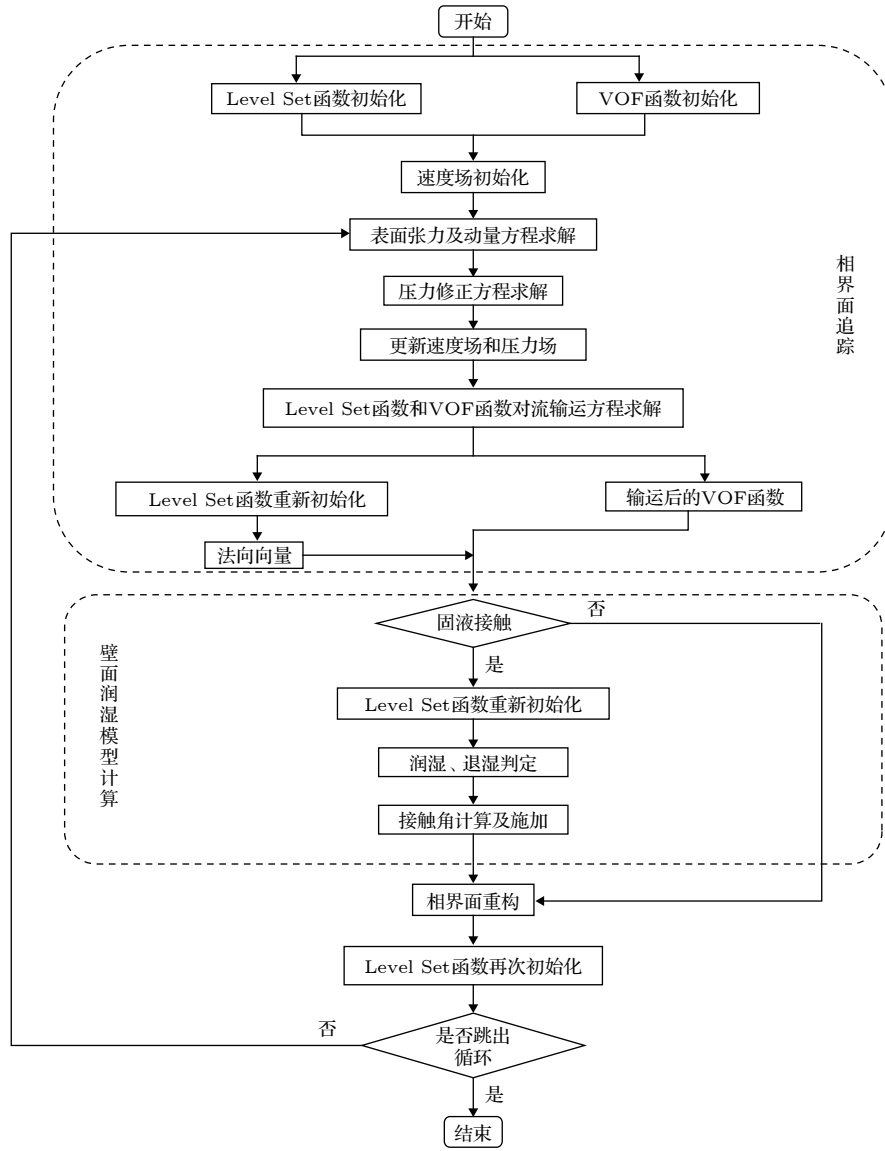 开始
Level Set函数初始化
VOF函数初始化
速度场初始化
表面张力及动量方程求解
压力修正方程求解
更新速度场和压力场
Level Set函数和VOF函数对流输运方程求解
Level Set函数重新初始化
输运后的VOF函数
法向向量
相界面追踪
固液接触
否
是
Level Set函数重新初始化
润湿、退湿判定
接触角计算及施加
壁面润湿模型计算
相界面重构
Level Set函数再次初始化
是否跳出
循环
否
是
结束